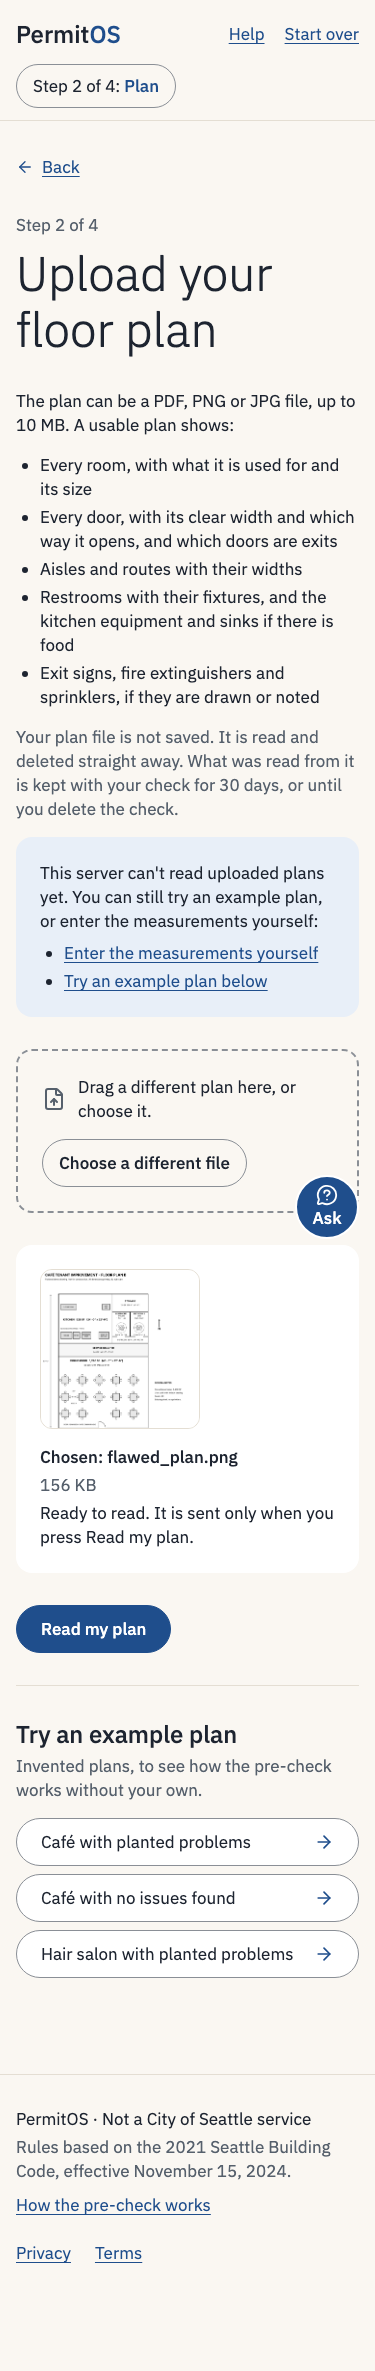 PermitOS
Help Start over
Step 2 of 4: Plan
Back
Step 2 of 4
Upload your
floor plan
The plan can be a PDF, PNG or JPG file, up to
10 MB. A usable plan shows:
Every room, with what it is used for and
its size
Every door, with its clear width and which
way it opens, and which doors are exits
Aisles and routes with their widths
Restrooms with their fixtures, and the
kitchen equipment and sinks if there is
food
Exit signs, fire extinguishers and
sprinklers, if they are drawn or noted
Your plan file is not saved. It is read and
deleted straight away. What was read from it
is kept with your check for 30 days, or until
you delete the check.
This server can't read uploaded plans
yet. You can still try an example plan,
or enter the measurements yourself:
Enter the measurements yourself
Try an example plan below
Drag a different plan here, or
choose it.
Choose a different file
Ask
Chosen: flawed_plan.png
156 KB
Ready to read. It is sent only when you
press Read my plan.
Read my plan
Try an example plan
Invented plans, to see how the pre-check
works without your own.
Café with planted problems
Café with no issues found
Hair salon with planted problems
PermitOS · Not a City of Seattle service
Rules based on the 2021 Seattle Building
Code, effective November 15, 2024.
How the pre-check works
Privacy Terms